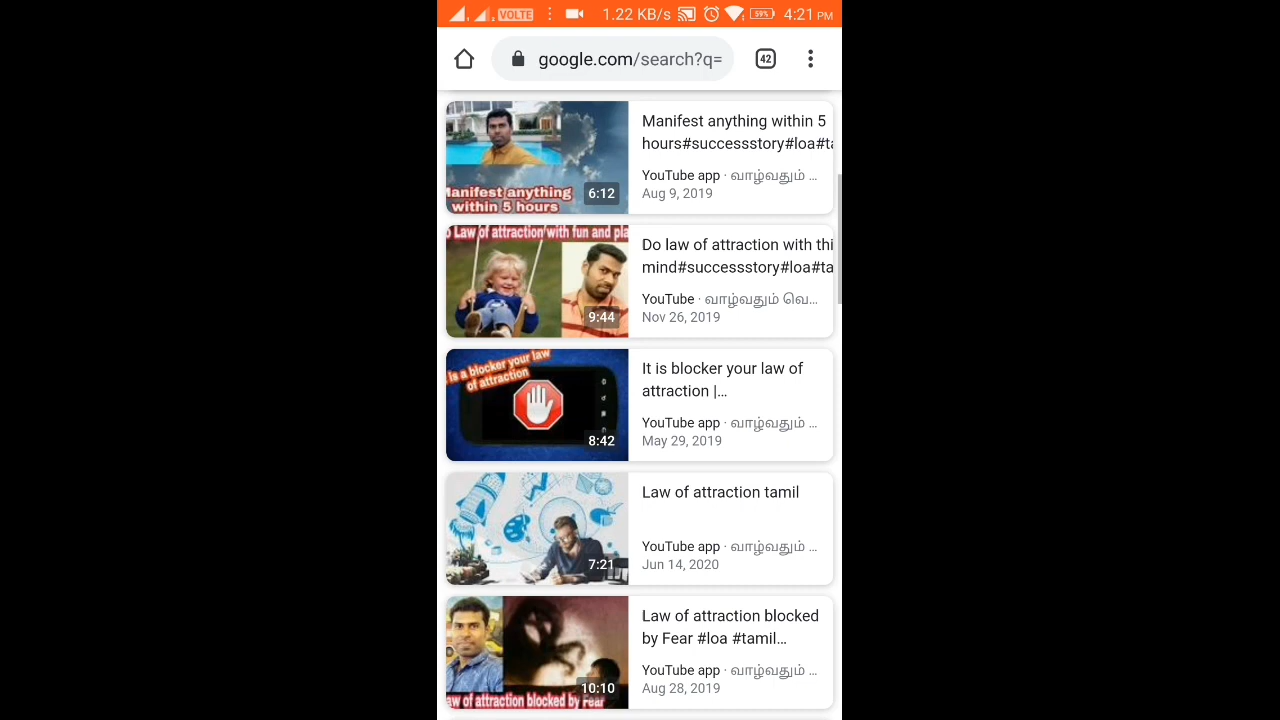 VOLTE 1.22 KB/s 59% 4:21 PM
google.com/search?q= 42
Manifest anything within 5
hours#successstory#loa#ta
YouTube app · வாழ்வதும் ...
Aug 9, 2019
Manifest anything
within 5 hours
6:12
Law of attraction with fun and pla
Do law of attraction with thi
mind#successstory#loa#ta
YouTube · வாழ்வதும் வெ...
Nov 26, 2019
9:44
is a blocker your law
of attraction
It is blocker your law of
attraction |...
YouTube app · வாழ்வதும் ...
May 29, 2019
8:42
Law of attraction tamil
YouTube app · வாழ்வதும் ...
Jun 14, 2020
7:21
Law of attraction blocked
by Fear #loa #tamil...
YouTube app · வாழ்வதும் ...
Aug 28, 2019
10:10
aw of attraction blocked by Fear